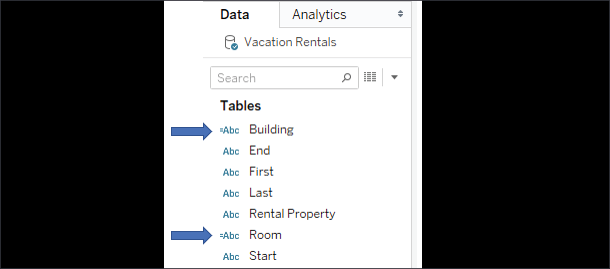 Data Analytics
Vacation Rentals
Search
Tables
=Abc Building
Abc End
Abc First
Abc Last
Abc Rental Property
=Abc Room
Abc Start